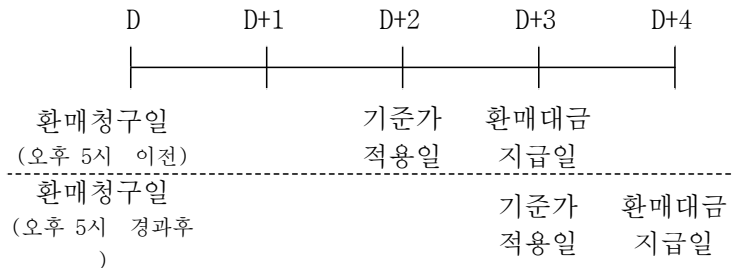 D D+1 D+2 D+3 D+4
환매청구일 기준가 환매대금
(오후 5시 이전) 적용일 지급일
환매청구일 기준가 환매대금
(오후 5시 경과후 적용일 지급일
)